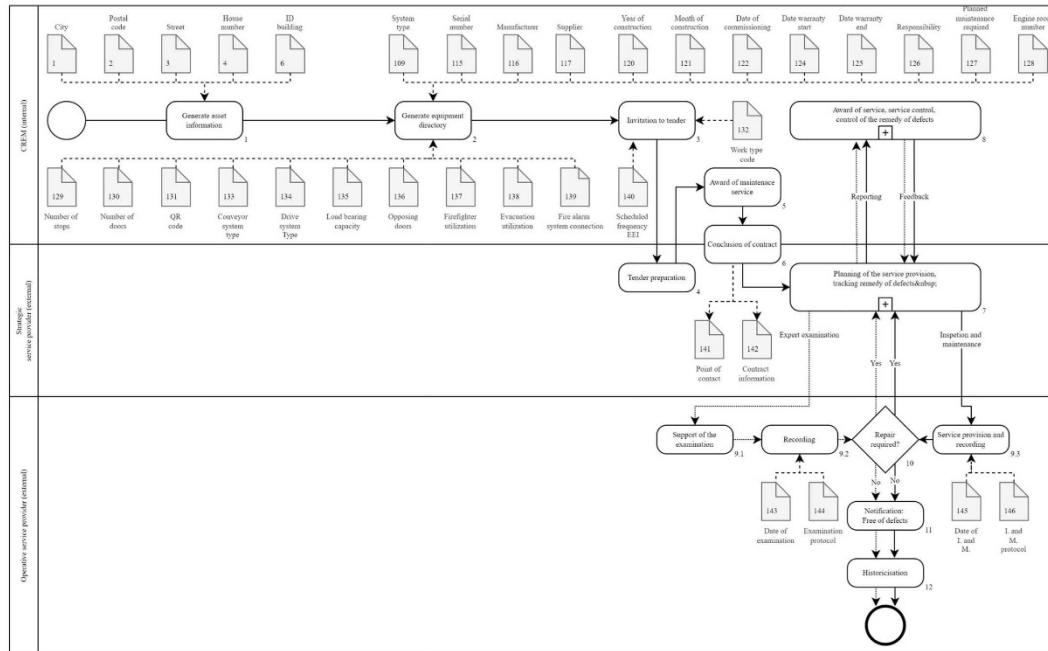 City
Postal
code
Street
House
number
ID
building
System
type
Serial
number
Manufacturer
Supplier
Year of
construction
Month of
construction
Date of
commissioning
Date warranty
start
Date warranty
end
Responsibility
Planned
maintenance
required
Engine room
number
1
2
3
4
6
109
115
116
117
120
121
122
124
125
126
127
128
CREM (internal)
Generate asset
information
1
Generate equipment
directory
2
Invitation to tender
3
132
Work type
code
Award of service, service control,
control of the remedy of defects
8
129
130
131
133
134
135
136
137
138
139
140
Number of
stops
Number of
doors
QR
code
Conveyor
system
type
Drive
system
Type
Load bearing
capacity
Opposing
doors
Firefighter
utilization
Evacuation
utilization
Fire alarm
system connection
Scheduled
frequency
EEI
Award of maintenace
service
5
Reporting
Feedback
Conclusion of contract
6
Strategic
service provider (external)
Tender preparation
4
Planning of the service provision,
tracking remedy of defects&nbsp;
7
141
142
Point of
contact
Contract
information
Expert examination
Inspetion and
maintenance
Yes
Yes
Operative service provider (external)
Support of the
examination
9.1
Recording
9.2
Repair
required?
10
Service provision and
recording
9.3
No
No
143
144
Date of
examination
Examination
protocol
145
146
Date of
I. and
M.
I. and
M.
protocol
Notification:
Free of defects
11
Historicisation
12